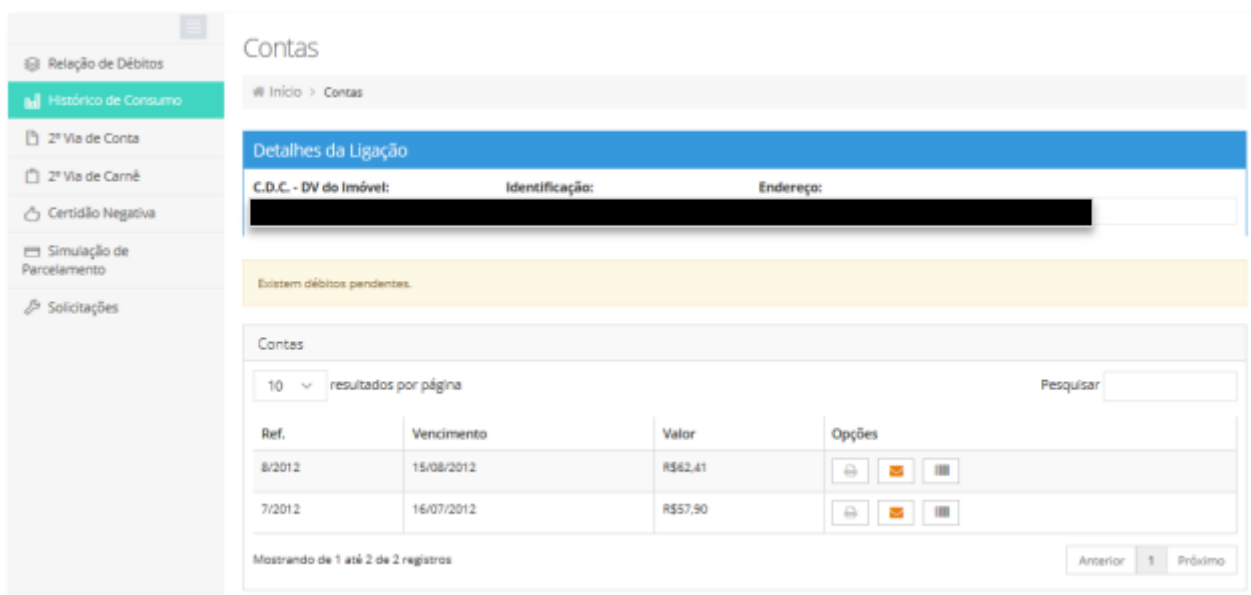 Relação de Débitos
Histórico de Consumo
2ª Via de Conta
2ª Via de Carnê
Certidão Negativa
Simulação de
Parcelamento
Solicitações
Contas
Início > Contas
Detalhes da Ligação
C.D.C. - DV do Imóvel: Identificação: Endereço:
Existem débitos pendentes.
Contas
10 resultados por página Pesquisar
Ref. Vencimento Valor Opções
8/2012 15/08/2012 R$62,41
7/2012 16/07/2012 R$57,90
Mostrando de 1 até 2 de 2 registros Anterior 1 Próximo